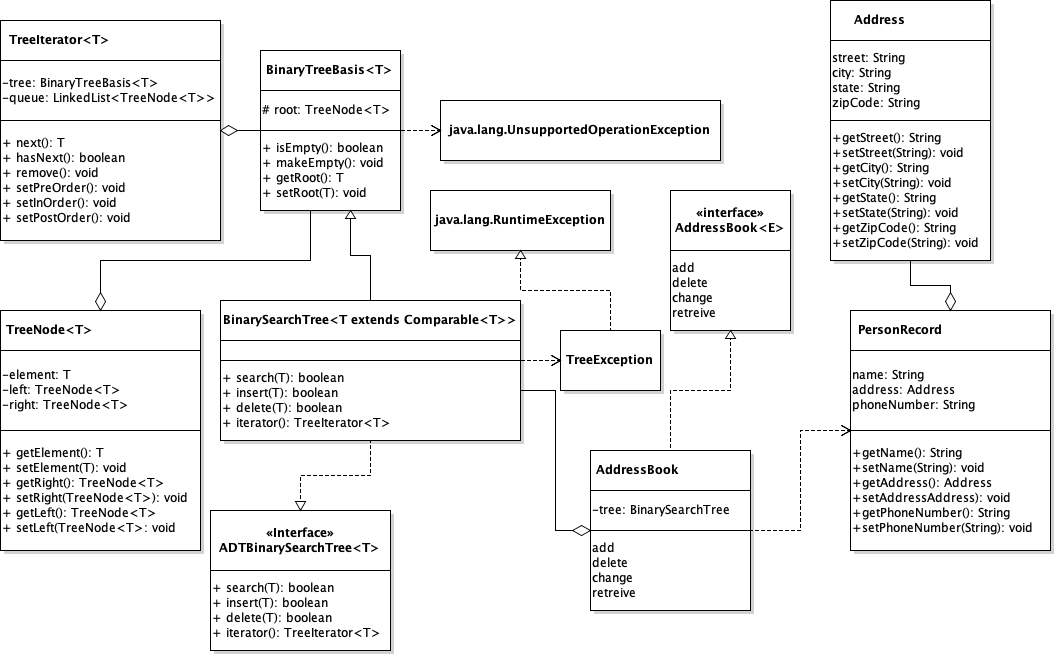 TreeIterator<T>
-tree: BinaryTreeBasis<T>
-queue: LinkedList<TreeNode<T>>
+ next(): T
+ hasNext(): boolean
+ remove(): void
+ setPreOrder(): void
+ setInOrder(): void
+ setPostOrder(): void
BinaryTreeBasis<T>
# root: TreeNode<T>
+ isEmpty(): boolean
+ makeEmpty(): void
+ getRoot(): T
+ setRoot(T): void
java.lang.UnsupportedOperationException
java.lang.RuntimeException
«interface»
AddressBook<E>
add
delete
change
retreive
Address
street: String
city: String
state: String
zipCode: String
+getStreet(): String
+setStreet(String): void
+getCity(): String
+setCity(String): void
+getState(): String
+setState(String): void
+getZipCode(): String
+setZipCode(String): void
TreeNode<T>
-element: T
-left: TreeNode<T>
-right: TreeNode<T>
+ getElement(): T
+ setElement(T): void
+ getRight(): TreeNode<T>
+ setRight(TreeNode<T>): void
+ getLeft(): TreeNode<T>
+ setLeft(TreeNode<T>: void
BinarySearchTree<T extends Comparable<T>>
+ search(T): boolean
+ insert(T): boolean
+ delete(T): boolean
+ iterator(): TreeIterator<T>
TreeException
PersonRecord
name: String
address: Address
phoneNumber: String
+getName(): String
+setName(String): void
+getAddress(): Address
+setAddressAddress): void
+getPhoneNumber(): String
+setPhoneNumber(String): void
AddressBook
-tree: BinarySearchTree
add
delete
change
retreive
«Interface»
ADTBinarySearchTree<T>
+ search(T): boolean
+ insert(T): boolean
+ delete(T): boolean
+ iterator(): TreeIterator<T>